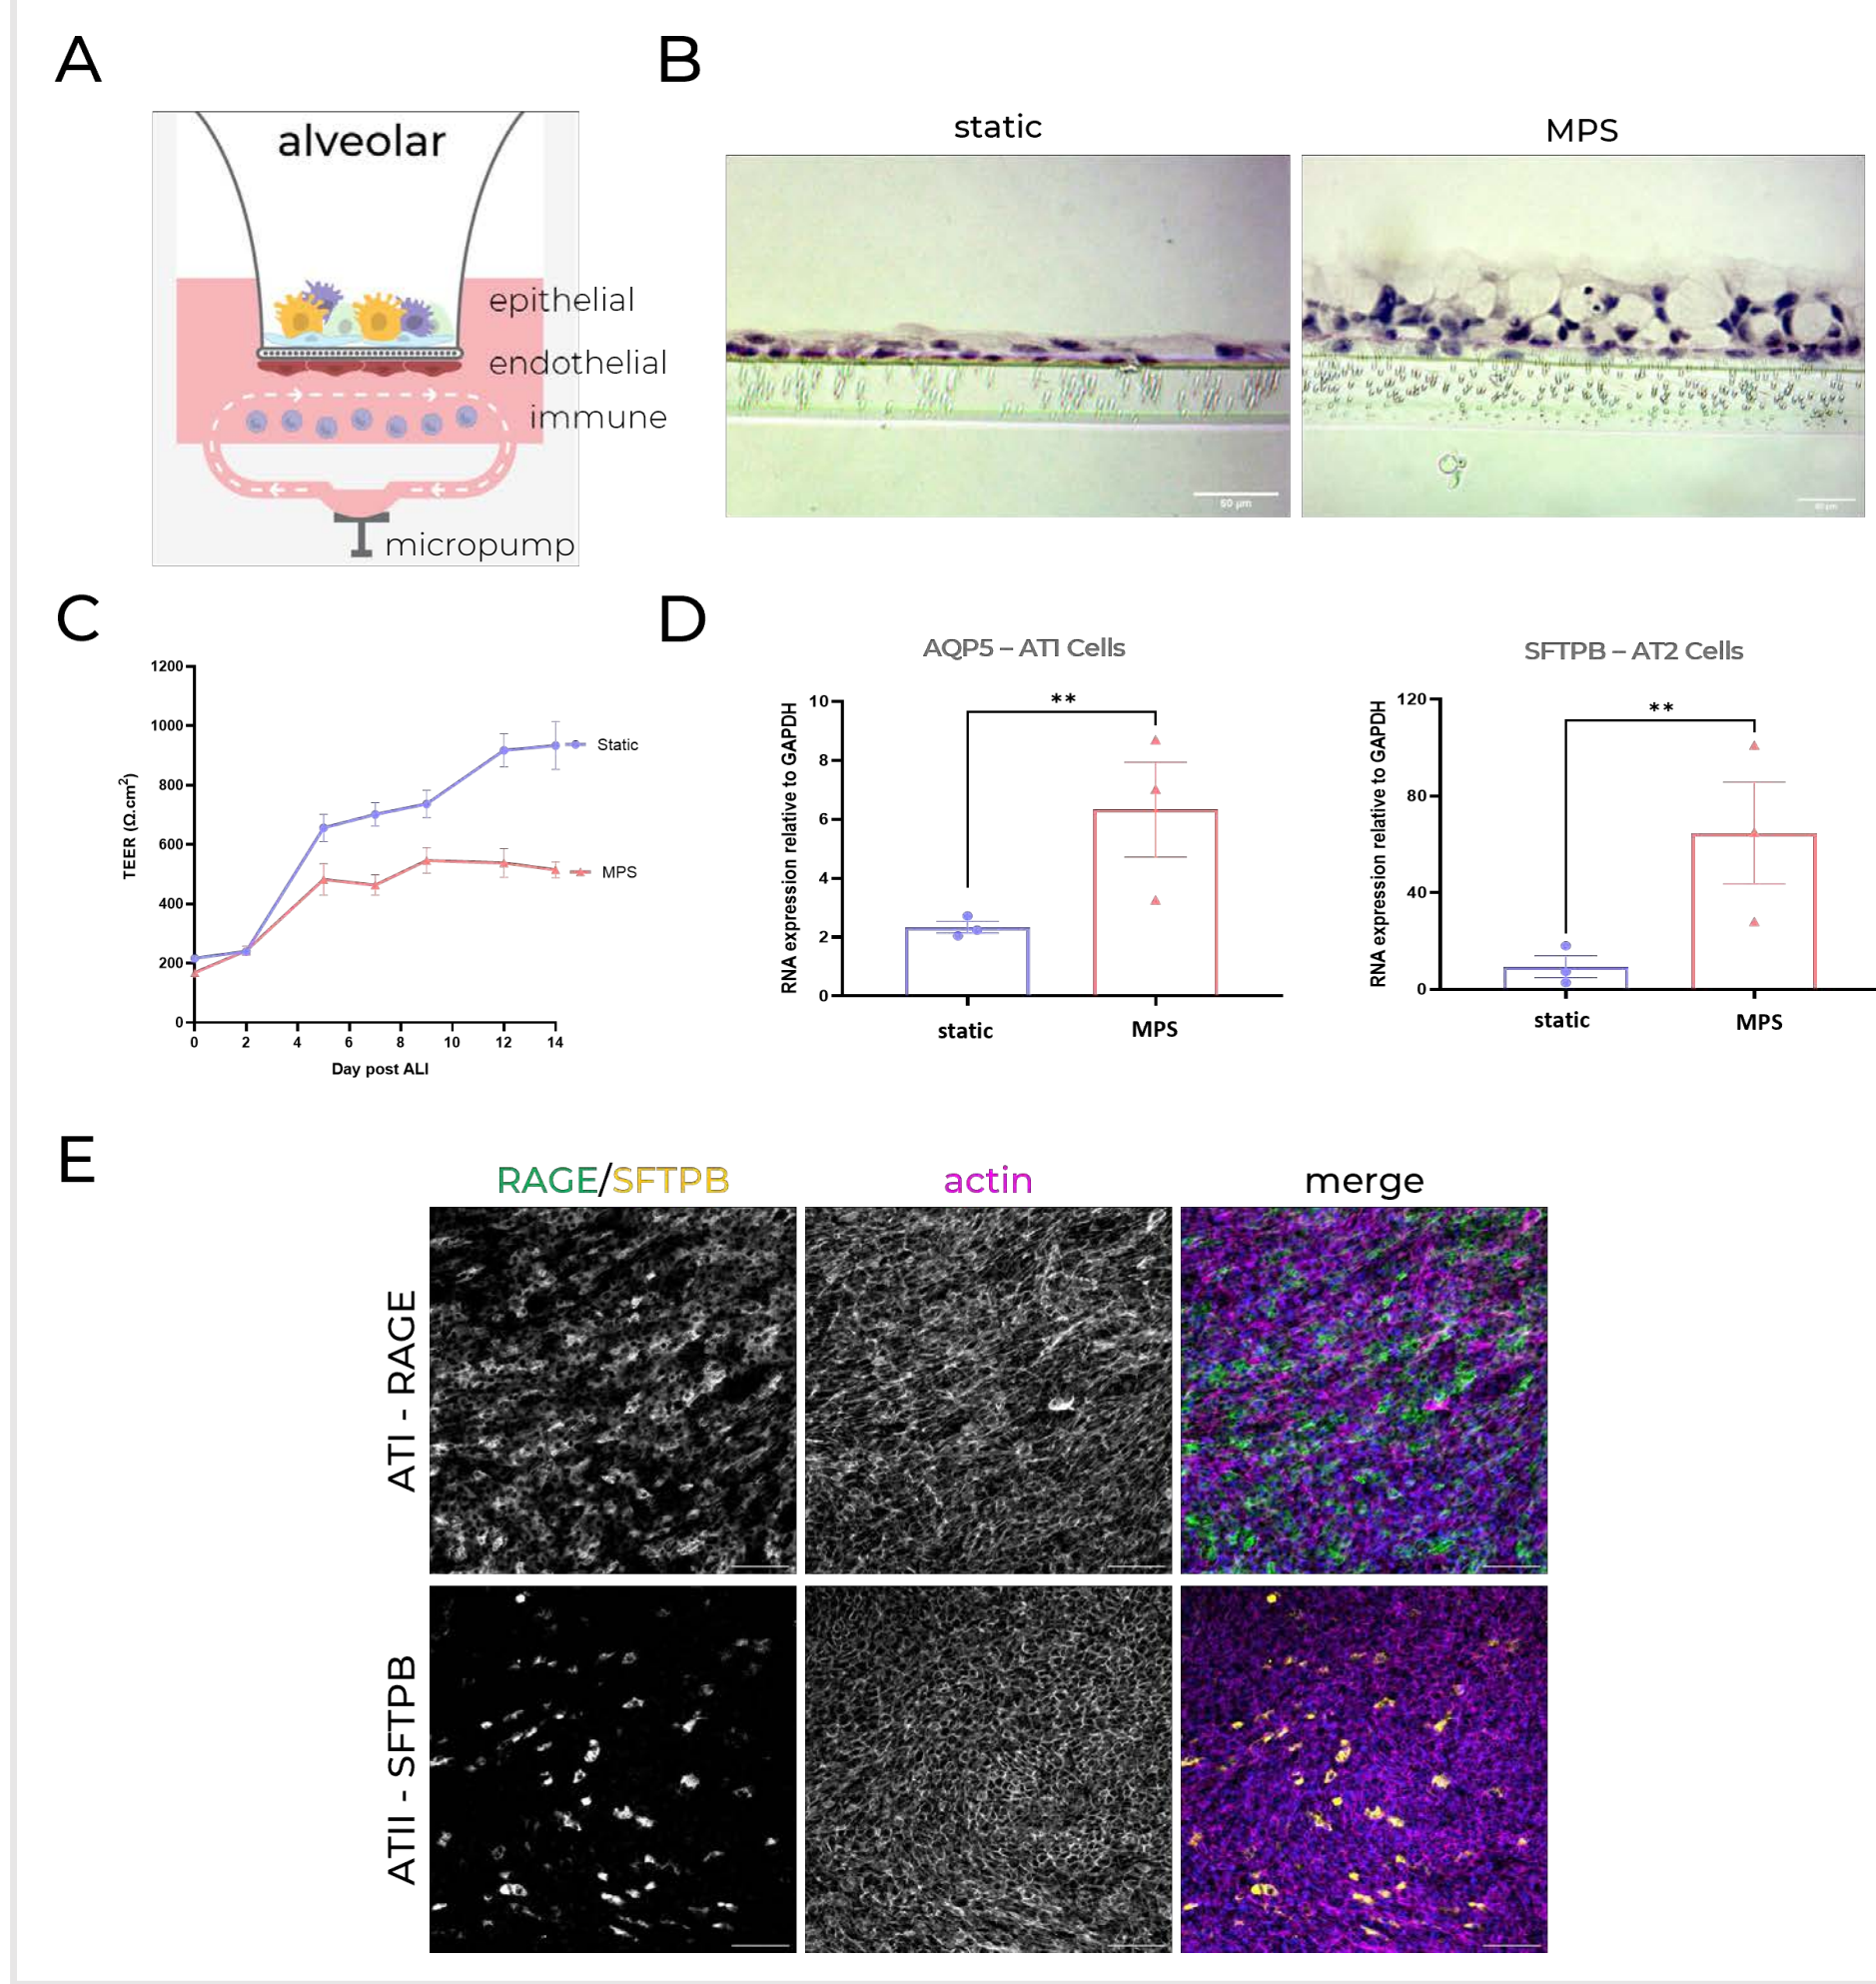 A
alveolar
epithelial
endothelial
immune
micropump
B
static
MPS
50 µm
C
1200
1000
800
600
400
200
0
TEER (Ω.cm²)
0 2 4 6 8 10 12 14
Day post ALI
Static
MPS
D
AQP5 – AT1 Cells
RNA expression relative to GAPDH
10
8
6
4
2
0
**
static MPS
SFTPB – AT2 Cells
RNA expression relative to GAPDH
120
80
40
0
**
static MPS
E
RAGE/SFTPB
actin
merge
ATI - RAGE
ATII - SFTPB